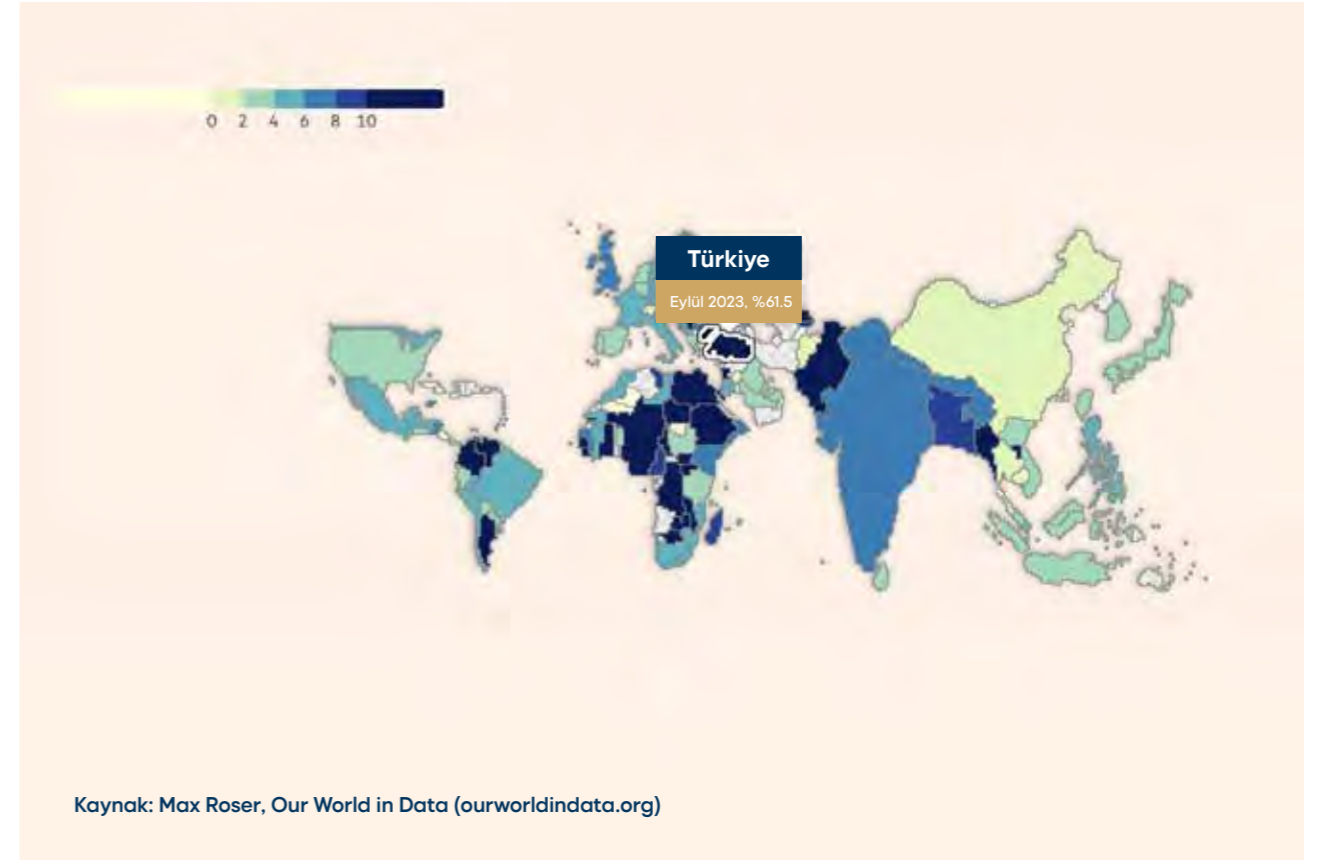 0 2 4 6 8 10
Türkiye
Eylül 2023, %61.5
Kaynak: Max Roser, Our World in Data (ourworldindata.org)